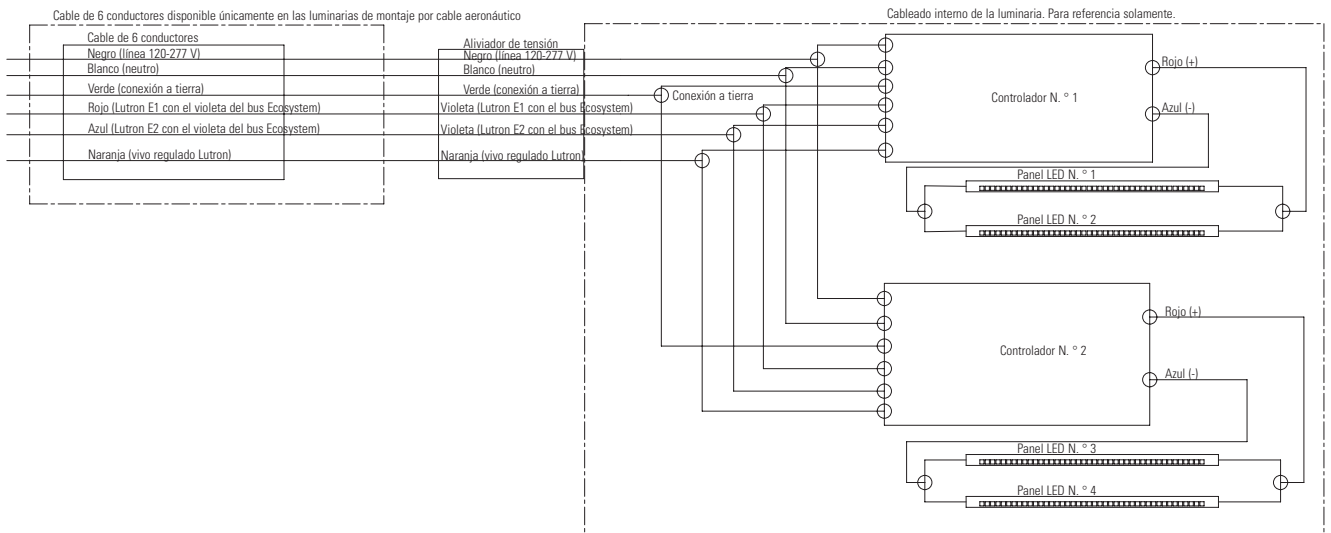 Cable de 6 conductores disponible únicamente en las luminarias de montaje por cable aeronáutico
Cable de 6 conductores
Negro (línea 120-277 V)
Blanco (neutro)
Verde (conexión a tierra)
Rojo (Lutron E1 con el violeta del bus Ecosystem)
Azul (Lutron E2 con el violeta del bus Ecosystem)
Naranja (vivo regulado Lutron)
Aliviador de tensión
Negro (línea 120-277 V)
Blanco (neutro)
Verde (conexión a tierra)
Violeta (Lutron E1 con el bus Ecosystem)
Violeta (Lutron E2 con el bus Ecosystem)
Naranja (vivo regulado Lutron)
Cableado interno de la luminaria. Para referencia solamente.
Conexión a tierra
Controlador N. ° 1
Rojo (+)
Azul (-)
Panel LED N. ° 1
Panel LED N. ° 2
Controlador N. ° 2
Rojo (+)
Azul (-)
Panel LED N. ° 3
Panel LED N. ° 4